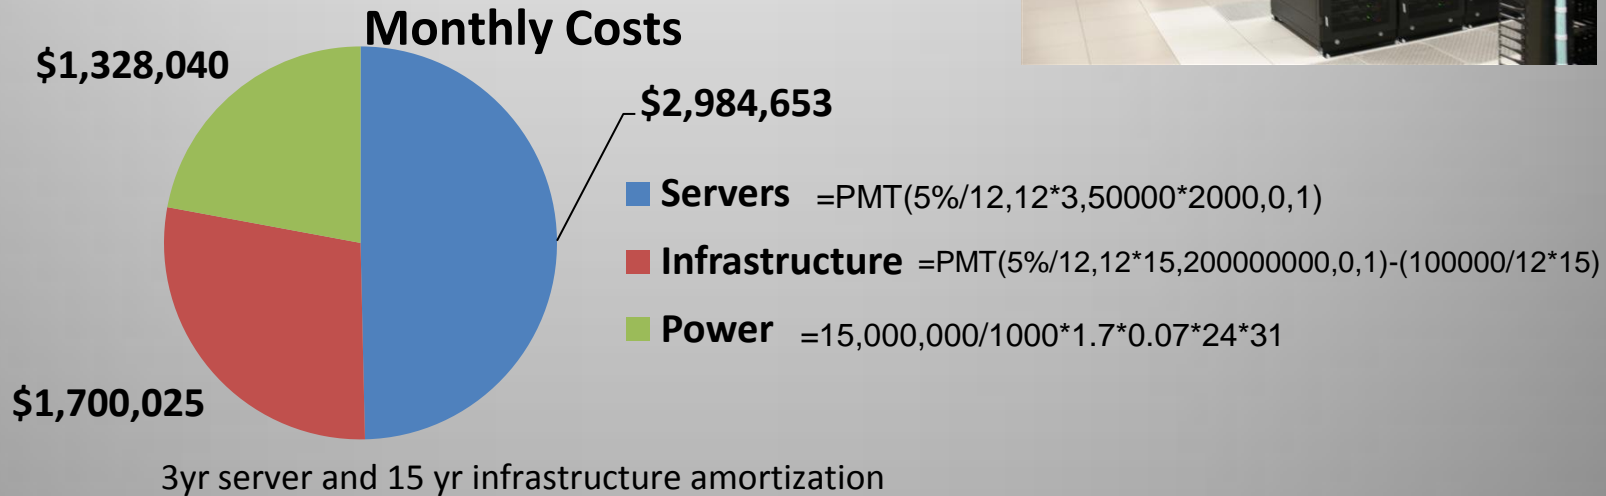 Monthly Costs
$1,328,040
$2,984,653
Servers =PMT(5%/12,12*3,50000*2000,0,1)
Infrastructure =PMT(5%/12,12*15,200000000,0,1)-(100000/12*15)
Power =15,000,000/1000*1.7*0.07*24*31
$1,700,025
3yr server and 15 yr infrastructure amortization